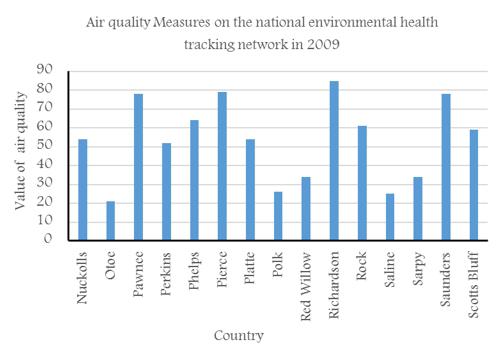 Air quality Measures on the national environmental health
tracking network in 2009
Value of air quality
90
80
70
60
50
40
30
20
10
0
Nuckolls
Otoe
Pawnee
Perkins
Phelps
Pierce
Platte
Polk
Red Willow
Richardson
Rock
Saline
Sarpy
Saunders
Scotts Bluff
Country